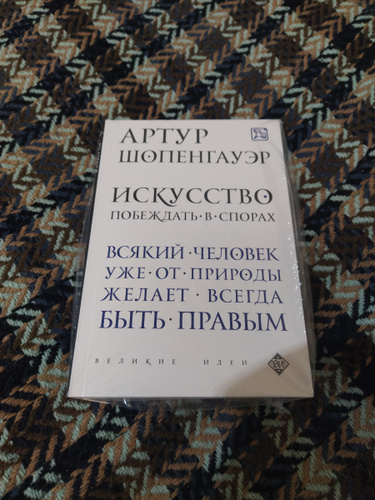 АРТУР
ШОПЕНГАУЭР
ИСКУССТВО
ПОБЕЖДАТЬ·В·СПОРАХ
ВСЯКИЙ·ЧЕЛОВЕК
УЖЕ·ОТ·ПРИРОДЫ
ЖЕЛАЕТ·ВСЕГДА
БЫТЬ·ПРАВЫМ
ВЕЛИКИЕ ИДЕИ